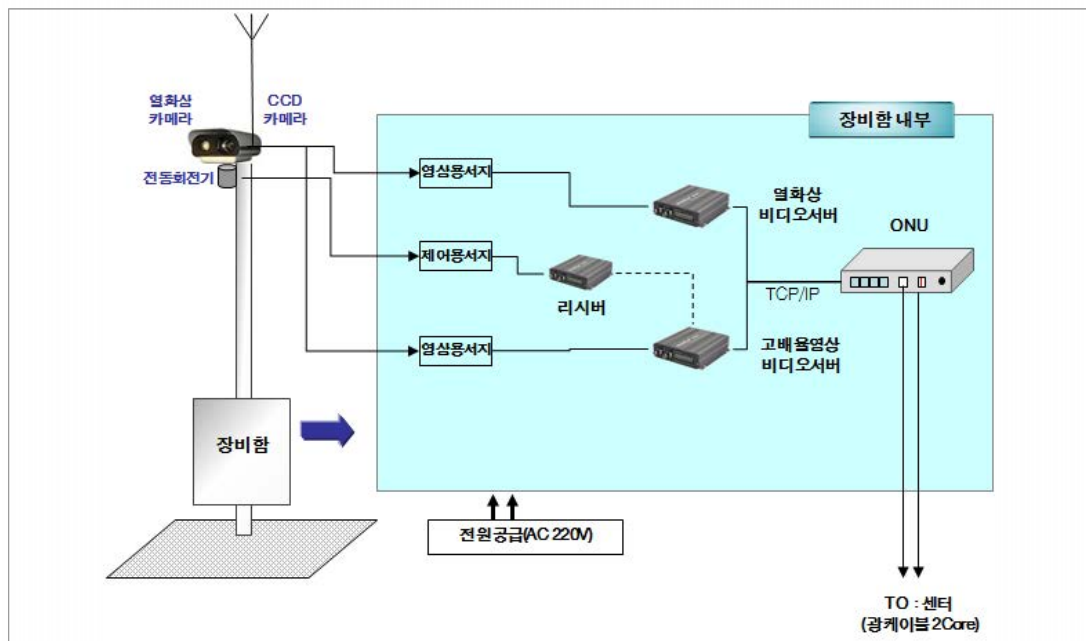 열화상
카메라
CCD
카메라
전동회전기
장비함
장비함 내부
영상용서지
열화상
비디오서버
ONU
제어용서지
리시버
TCP/IP
영상용서지
고배율영상
비디오서버
전원공급(AC 220V)
TO : 센터
(광케이블 2Core)